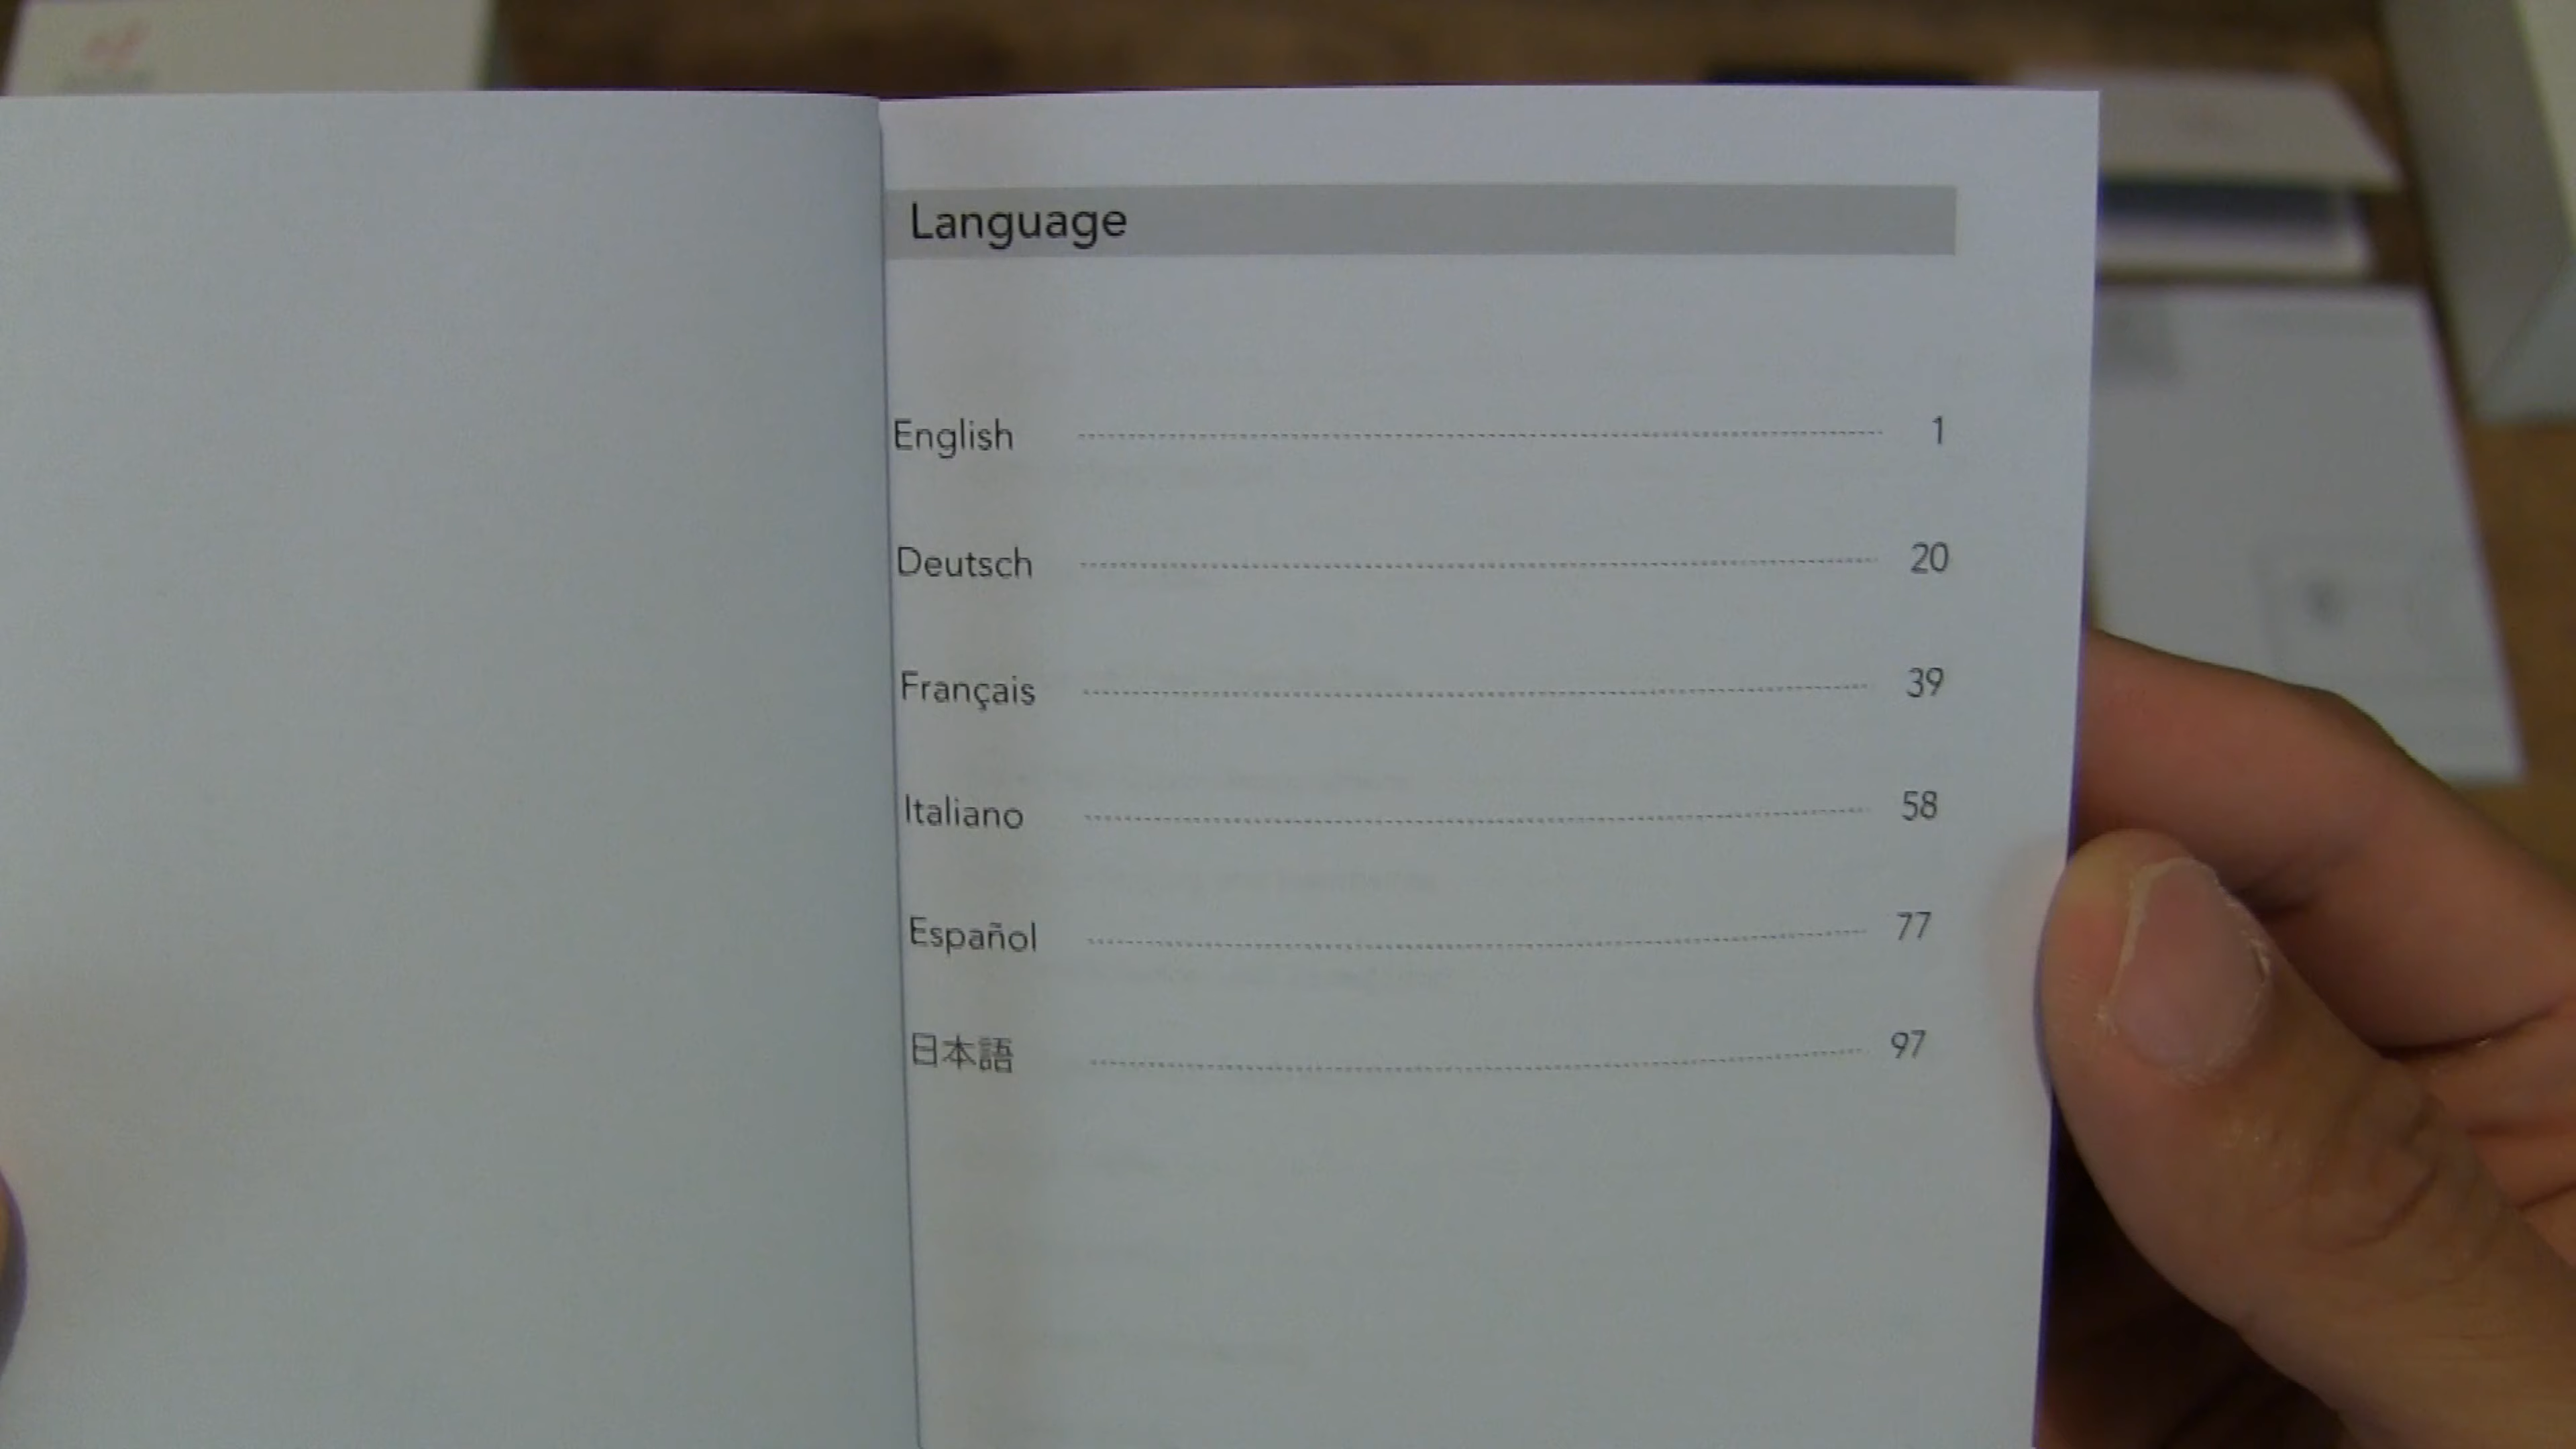 Language
English 1
Deutsch 20
Français 39
Italiano 58
Español 77
日本語 97